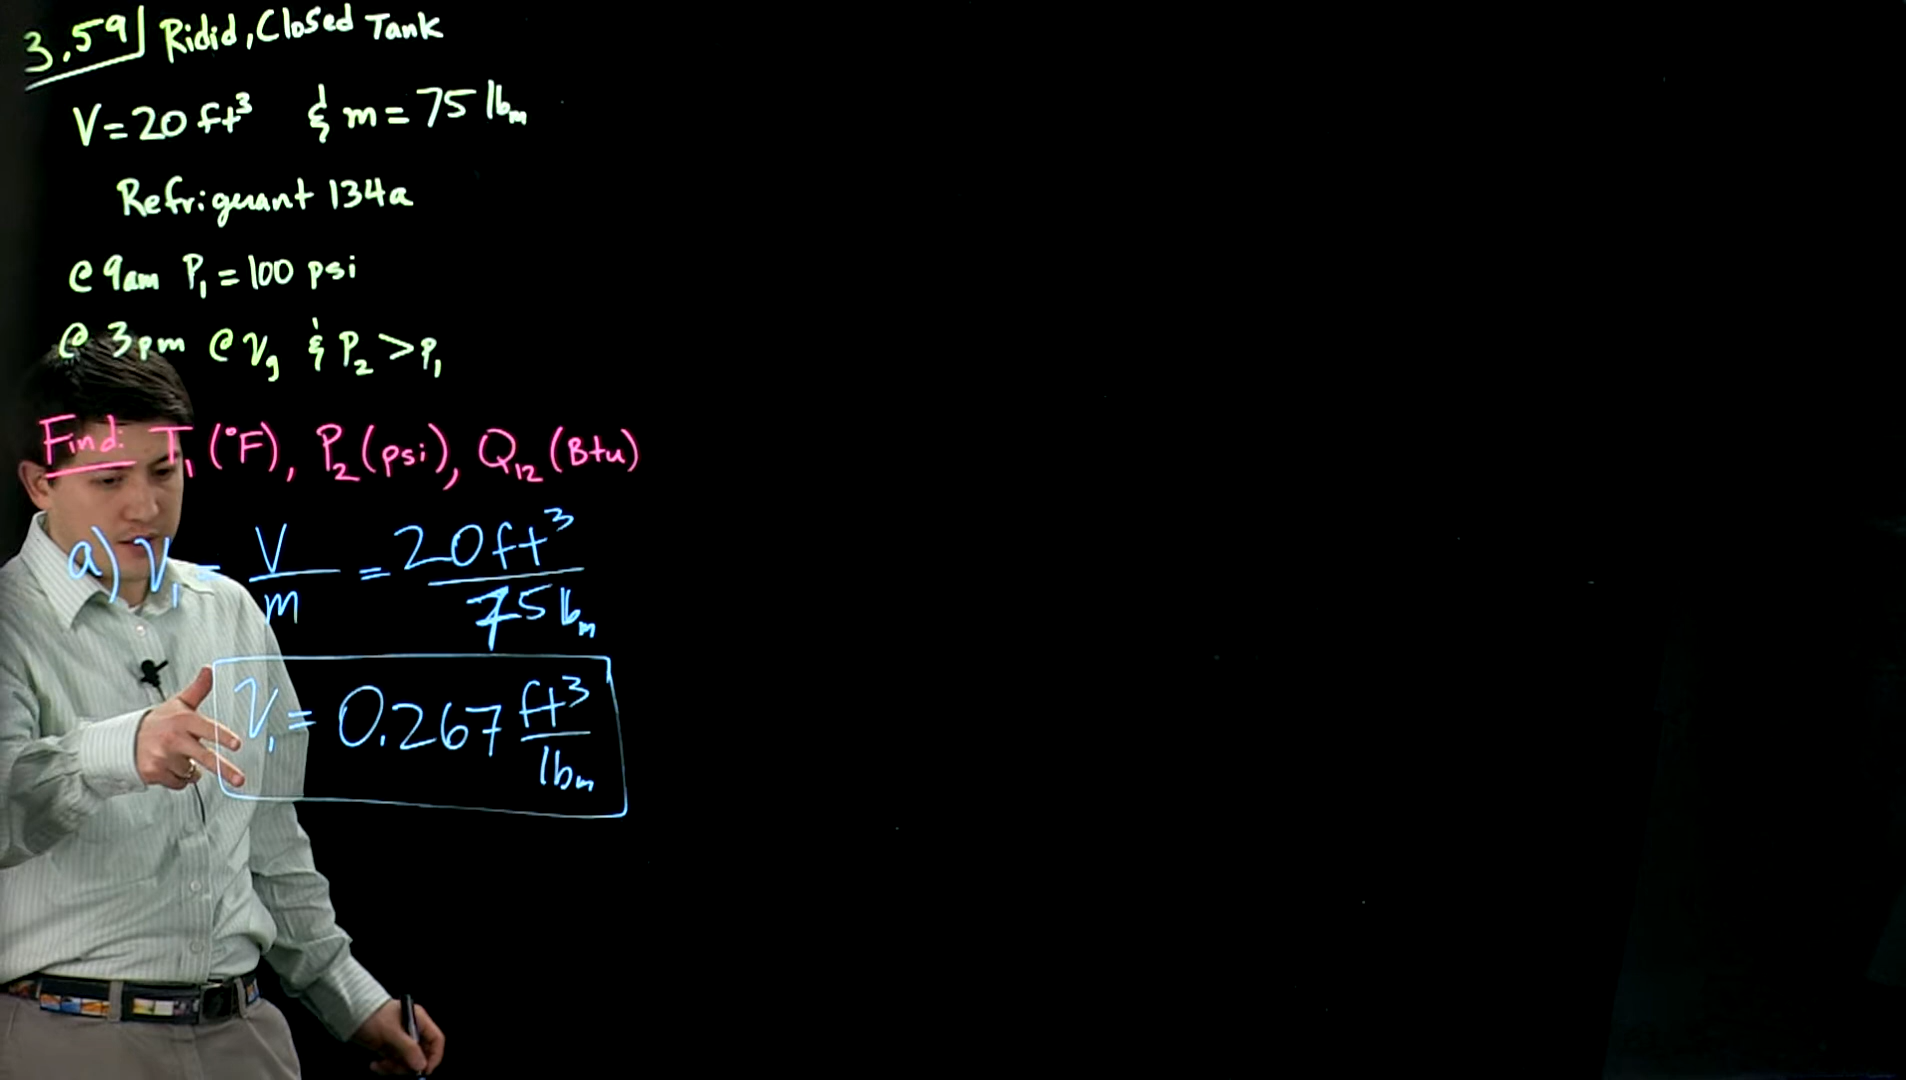 3.59 Ridid, Closed Tank
V=20 ft³ & m=75 lbm
Refrigerant 134a
@ 9am P₁ = 100 psi
@ 3pm @ vg & P₂ > P₁
Find: T₁ (°F), P₂ (psi), Q₁₂ (Btu)
a) v₁ = V/m = 20 ft³/75 lbm
v₁ = 0.267 ft³/lbm